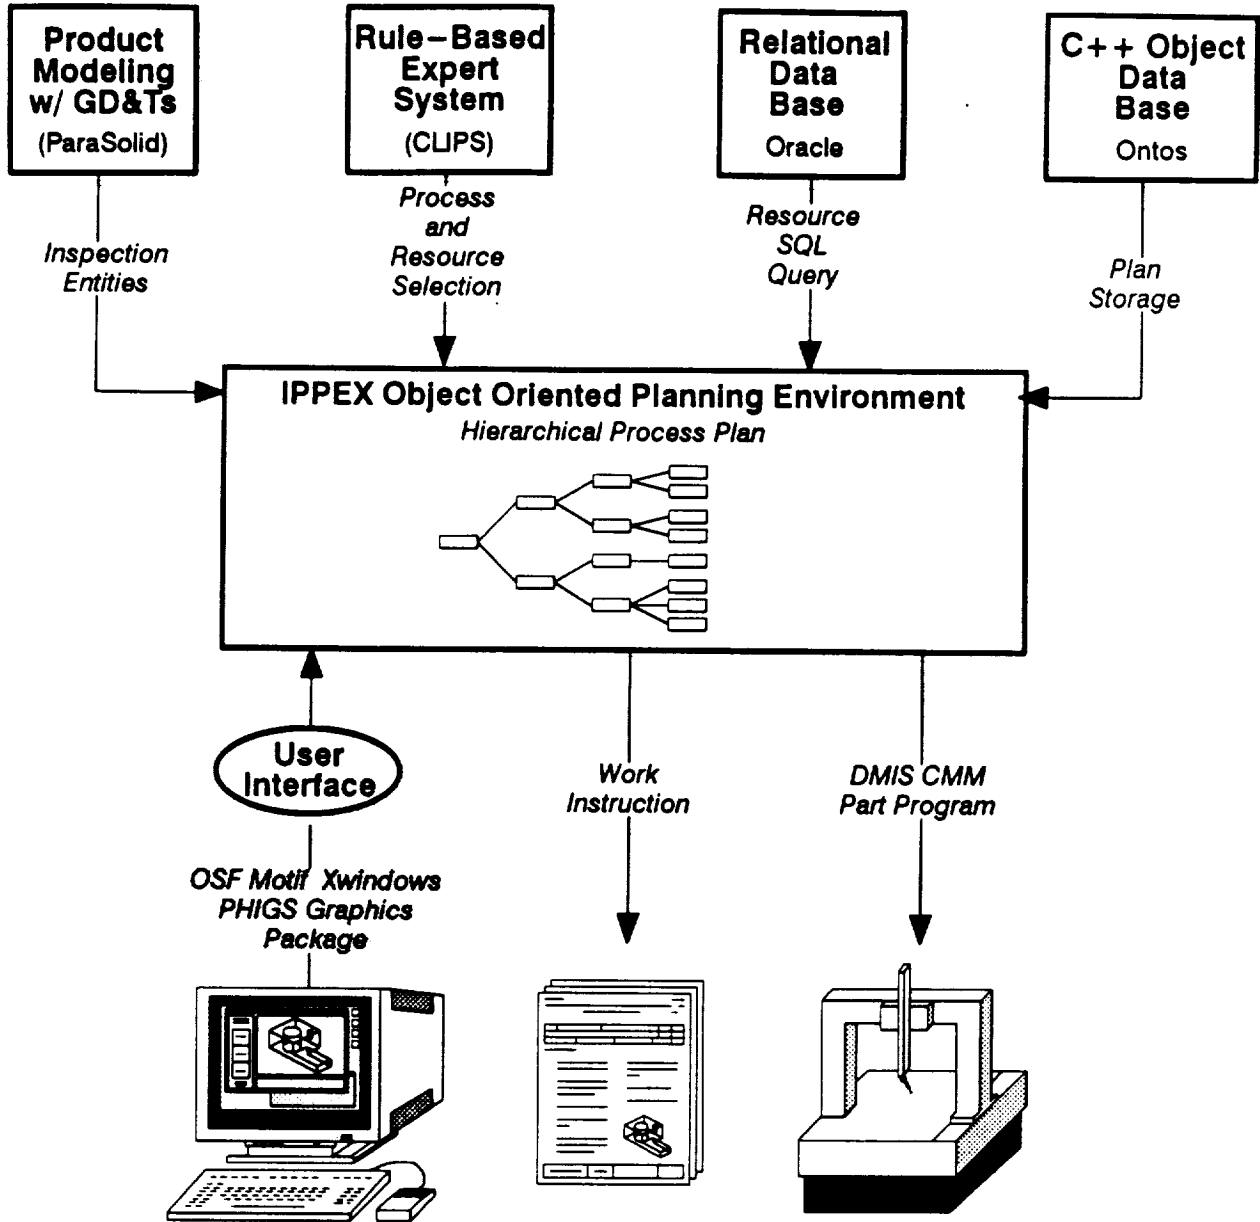 Product
Modeling
w/ GD&Ts
(ParaSolid)
Rule-Based
Expert
System
(CLIPS)
Relational
Data
Base
Oracle
C++ Object
Data
Base
Ontos
Inspection
Entities
Process
and
Resource
Selection
Resource
SQL
Query
Plan
Storage
IPPEX Object Oriented Planning Environment
Hierarchical Process Plan
User
Interface
Work
Instruction
DMIS CMM
Part Program
OSF Motif Xwindows
PHIGS Graphics
Package